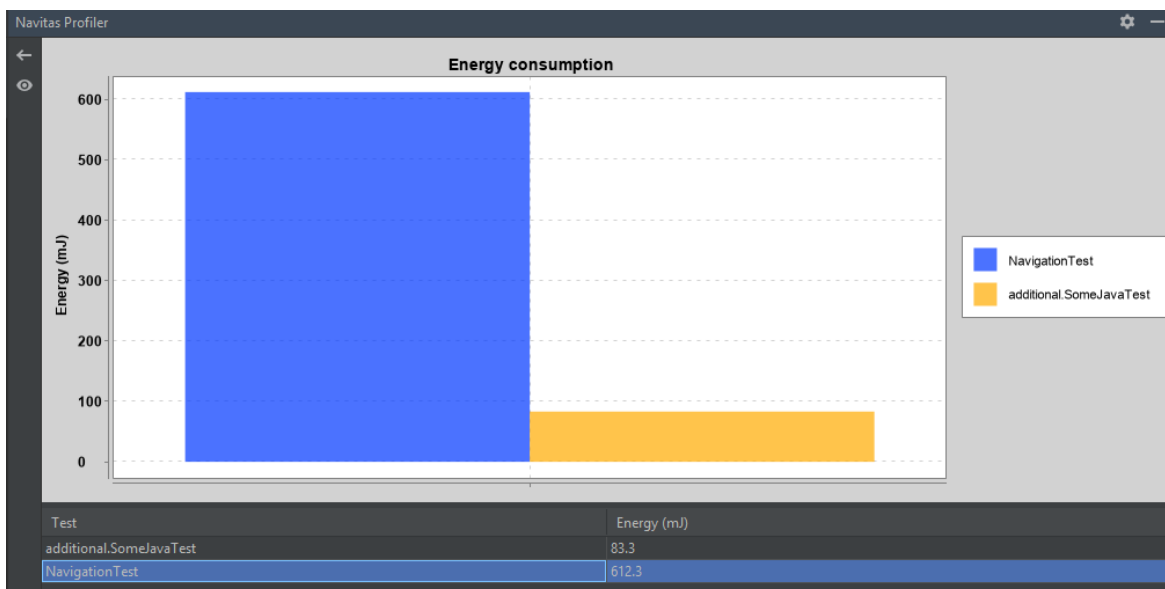 Navitas Profiler
Energy consumption
Energy (mJ)
600
500
400
300
200
100
0
NavigationTest
additional.SomeJavaTest
Test Energy (mJ)
additional.SomeJavaTest 83.3
NavigationTest 612.3